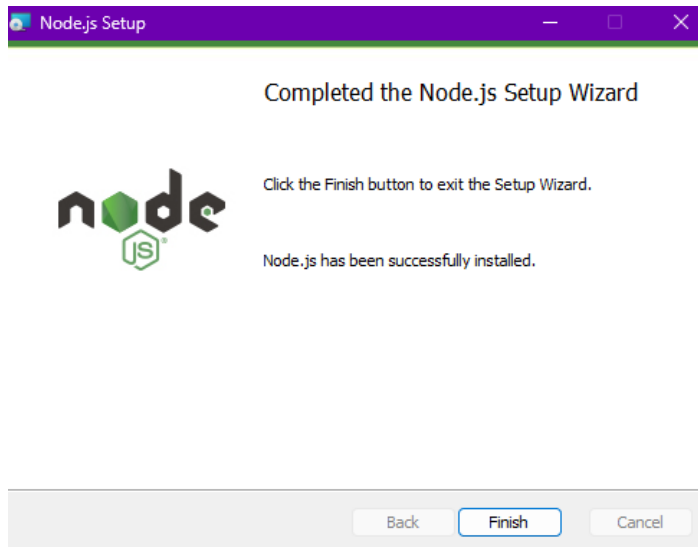 Node.js Setup
Completed the Node.js Setup Wizard
Click the Finish button to exit the Setup Wizard.
node
JS
Node.js has been successfully installed.
Back
Finish
Cancel